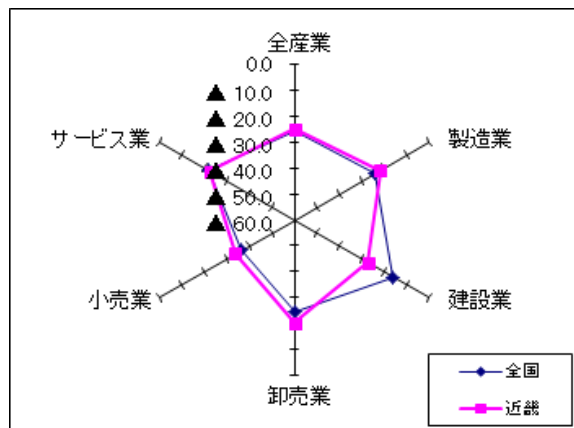 全産業
0.0
▲ 10.0
▲ 20.0
▲ 30.0
▲ 40.0
▲ 50.0
▲ 60.0
サービス業
製造業
小売業
建設業
卸売業
全国
近畿